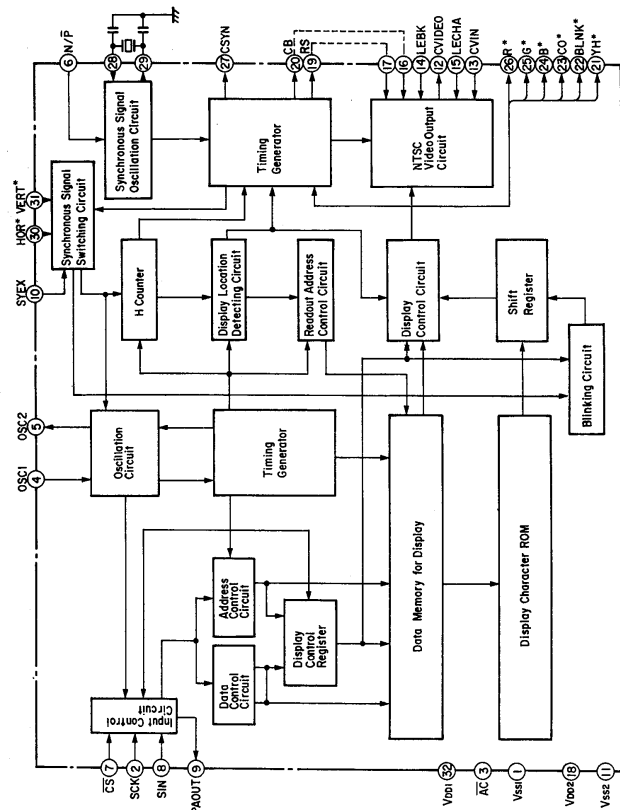 6 N/P̅
28
29
27 CSYN
20 CB
19 RS
17
16
14 LEBK
12 CVIDEO
15 LECHA
13 CVIN
26 R*
25 G*
24 B*
23 CO*
22 BLNK*
21 YH*
Synchronous Signal
Oscillation Circuit
Timing
Generator
NTSC
Video Output
Circuit
31 VERT*
30 HOR*
10 SYEX
Synchronous Signal
Switching Circuit
H Counter
Display Location
Detecting Circuit
Readout Address
Control Circuit
Display
Control Circuit
Shift
Register
Blinking Circuit
OSC2 5
OSC1 4
Oscillation
Circuit
Timing
Generator
Data Memory for Display
Display Character ROM
Address
Control
Circuit
Data
Control
Circuit
Display
Control
Register
Input Control
Circuit
C̅S̅ 7
SCK 2
SIN 8
PAOUT 9
VDD1 32
A̅C̅ 3
VSS1 1
VDD2 18
VSS2 11